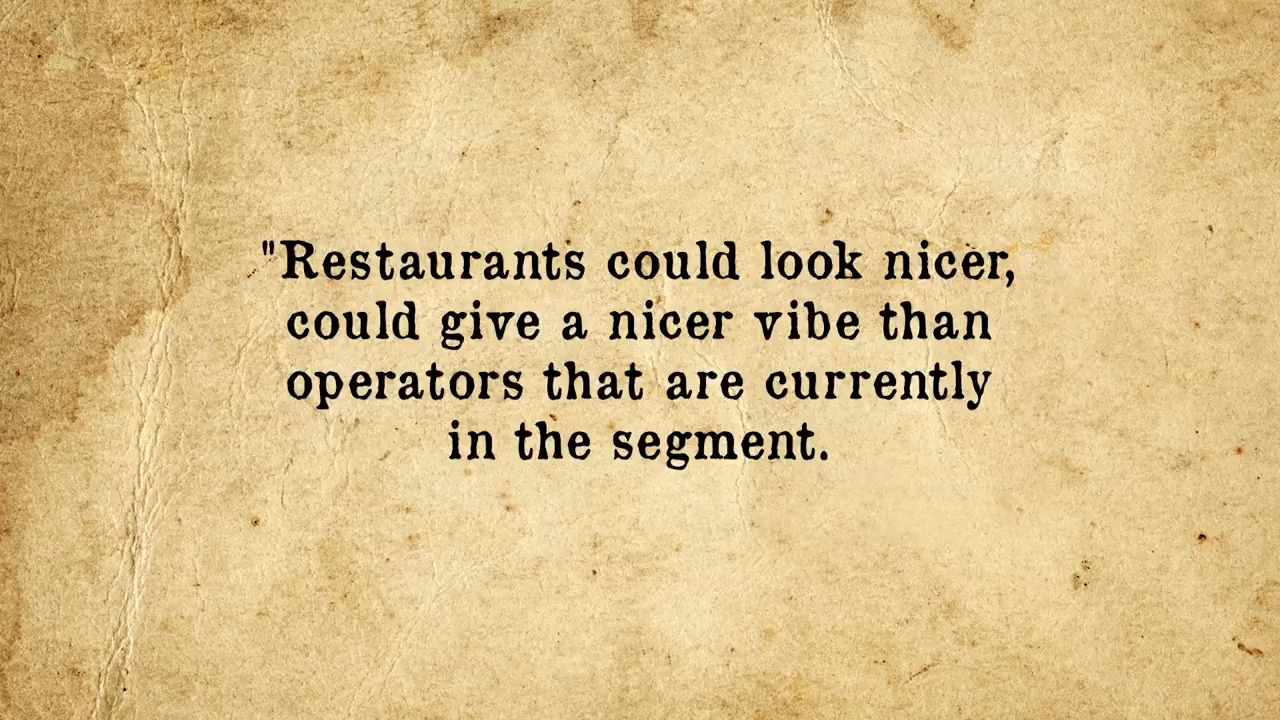 "Restaurants could look nicer,
could give a nicer vibe than
operators that are currently
in the segment.